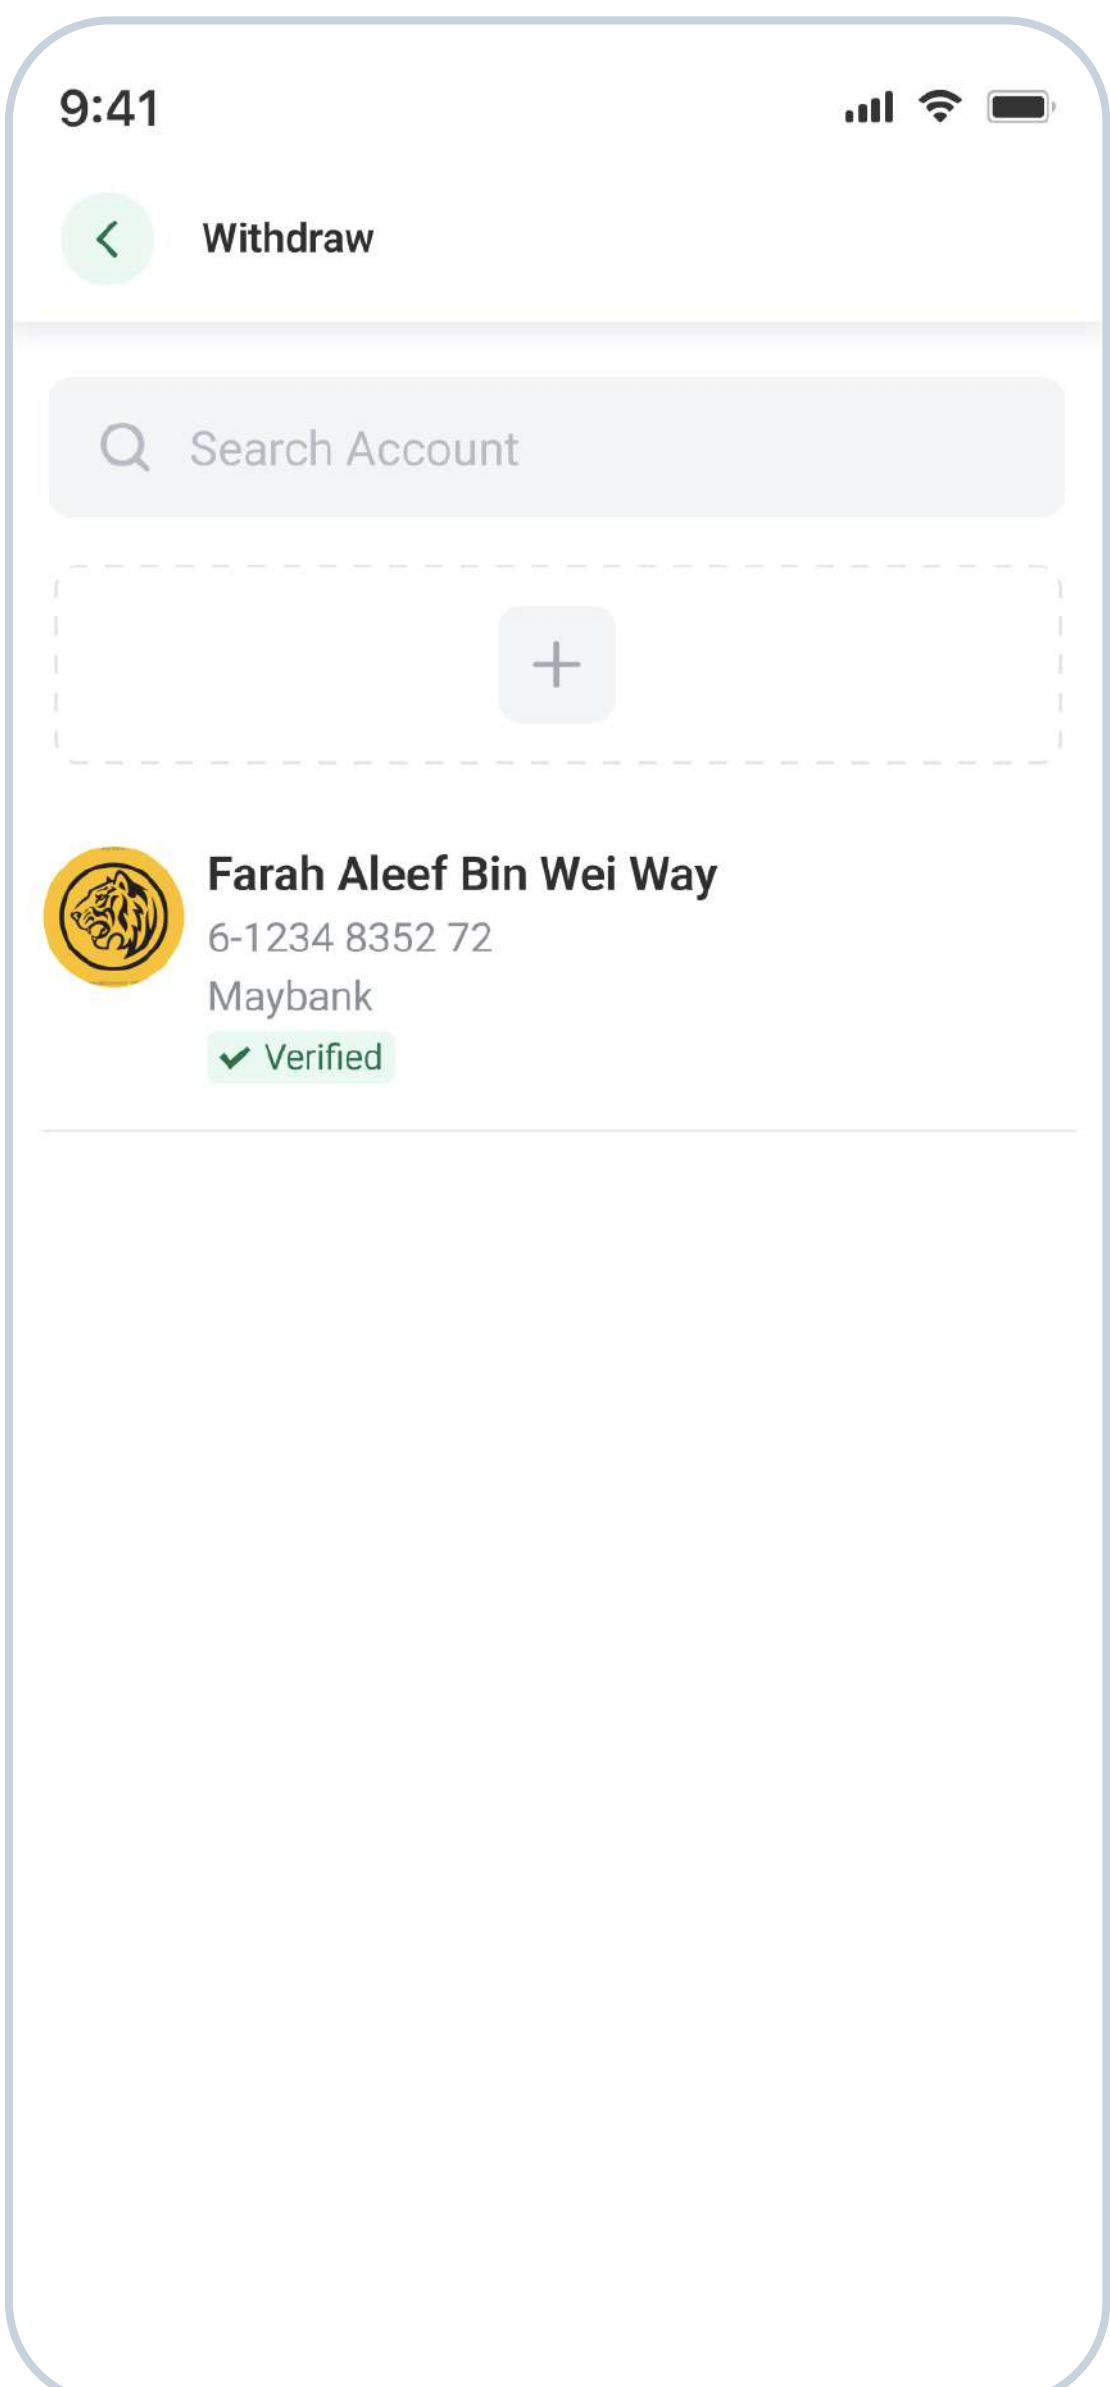 9:41
Withdraw
Search Account
Farah Aleef Bin Wei Way
6-1234 8352 72
Maybank
Verified